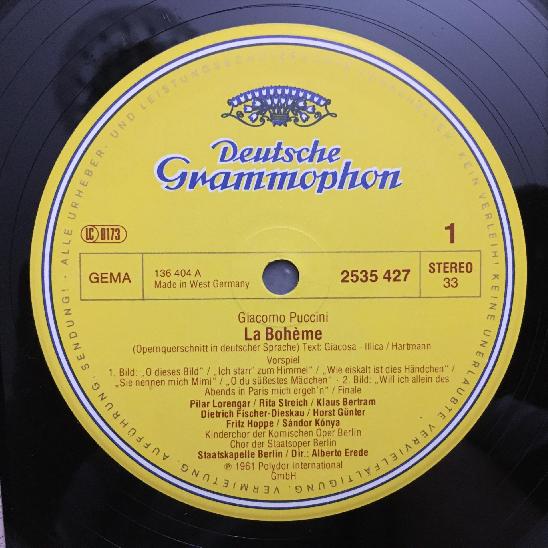 Deutsche
Grammophon
LC 0173
1
GEMA
136 404 A
Made in West Germany
2535 427
STEREO
33
Giacomo Puccini
La Bohème
(Opernquerschnitt in deutscher Sprache) Text: Giacosa - Illica / Hartmann
Vorspiel
1. Bild: „O dieses Bild" / „Ich starr' zum Himmel" / „Wie eiskalt ist dies Händchen" /
„Sie nennen mich Mimi" / „O du süßestes Mädchen" · 2. Bild: „Will ich allein des
Abends in Paris mich ergeh'n" / Finale
Pilar Lorengar / Rita Streich / Klaus Bertram
Dietrich Fischer-Dieskau / Horst Günter
Fritz Hoppe / Sándor Kónya
Kinderchor der Komischen Oper Berlin
Chor der Staatsoper Berlin
Staatskapelle Berlin / Dir.: Alberto Erede
℗ 1961 Polydor International
GmbH
ALLE URHEBER- UND LEISTUNGSSCHUTZRECHTE KEIN VERLEIH! KEINE UNERLAUBTE VERVIELFÄLTIGUNG, VERMIETUNG, AUFFÜHRUNG, SENDUNG!